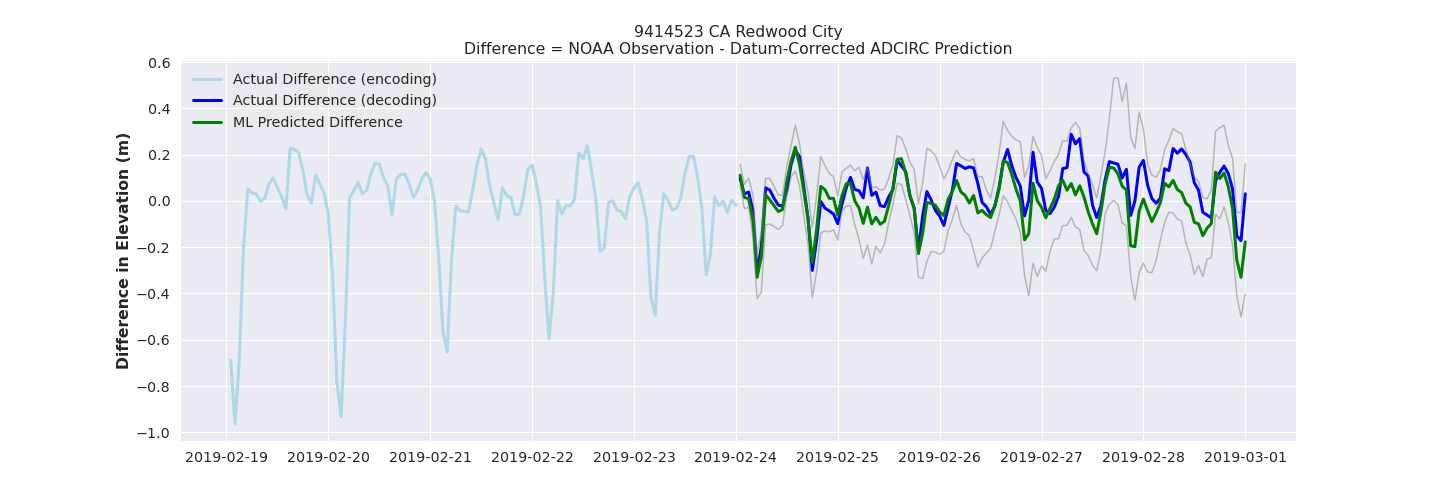 9414523 CA Redwood City
Difference = NOAA Observation - Datum-Corrected ADCIRC Prediction
Difference in Elevation (m)
0.6
0.4
0.2
0.0
−0.2
−0.4
−0.6
−0.8
−1.0
Actual Difference (encoding)
Actual Difference (decoding)
ML Predicted Difference
2019-02-19 2019-02-20 2019-02-21 2019-02-22 2019-02-23 2019-02-24 2019-02-25 2019-02-26 2019-02-27 2019-02-28 2019-03-01